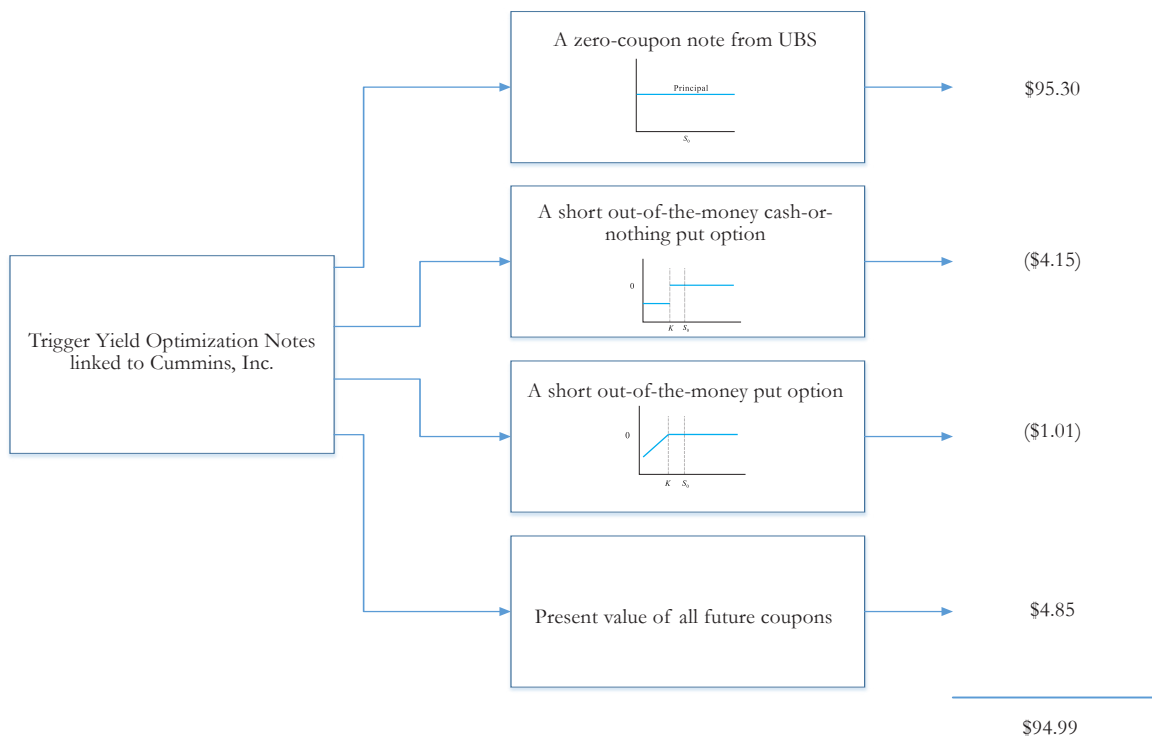 A zero-coupon note from UBS
Principal
S₀
$95.30
A short out-of-the-money cash-or-
nothing put option
0
K S₀
($4.15)
Trigger Yield Optimization Notes
linked to Cummins, Inc.
A short out-of-the-money put option
0
K S₀
($1.01)
Present value of all future coupons
$4.85
$94.99